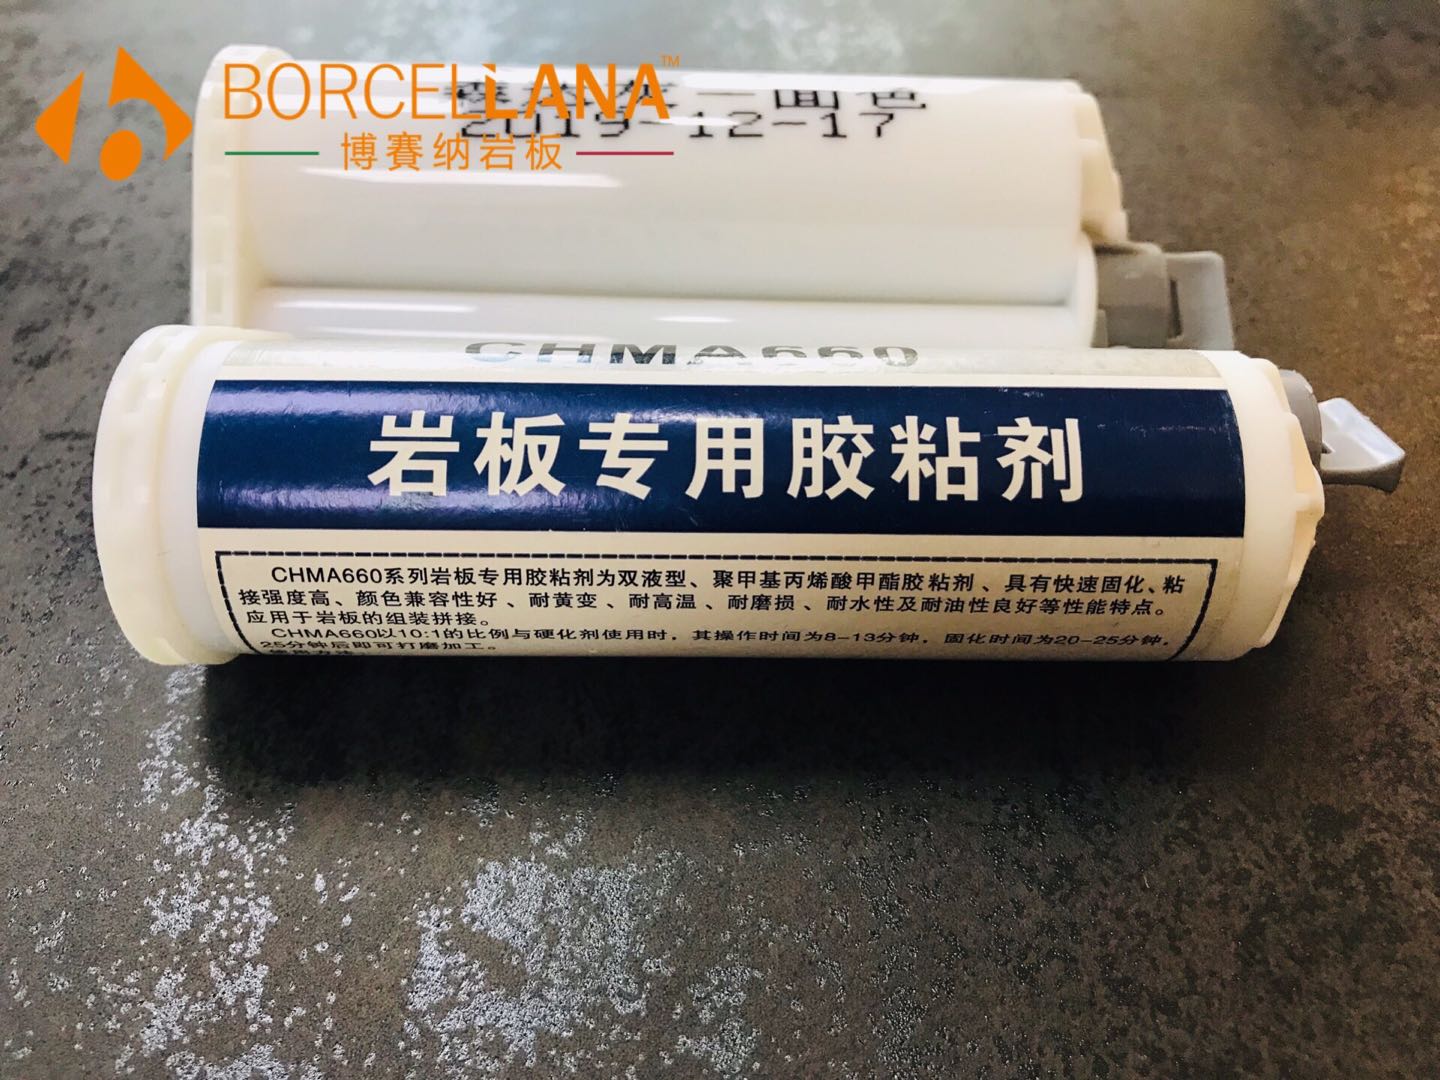 BORCELLANA™
博賽纳岩板
一面色
2019-12-17
CHMA660
岩板专用胶粘剂
CHMA660系列岩板专用胶粘剂为双液型、聚甲基丙烯酸甲酯胶粘剂、具有快速固化、粘
接强度高、颜色兼容性好、耐黄变、耐高温、耐磨损、耐水性及耐油性良好等性能特点。
应用于岩板的组装拼接。
CHMA660以10:1的比例与硬化剂使用时，其操作时间为8-13分钟，固化时间为20-25分钟，
25分钟后即可打磨加工。